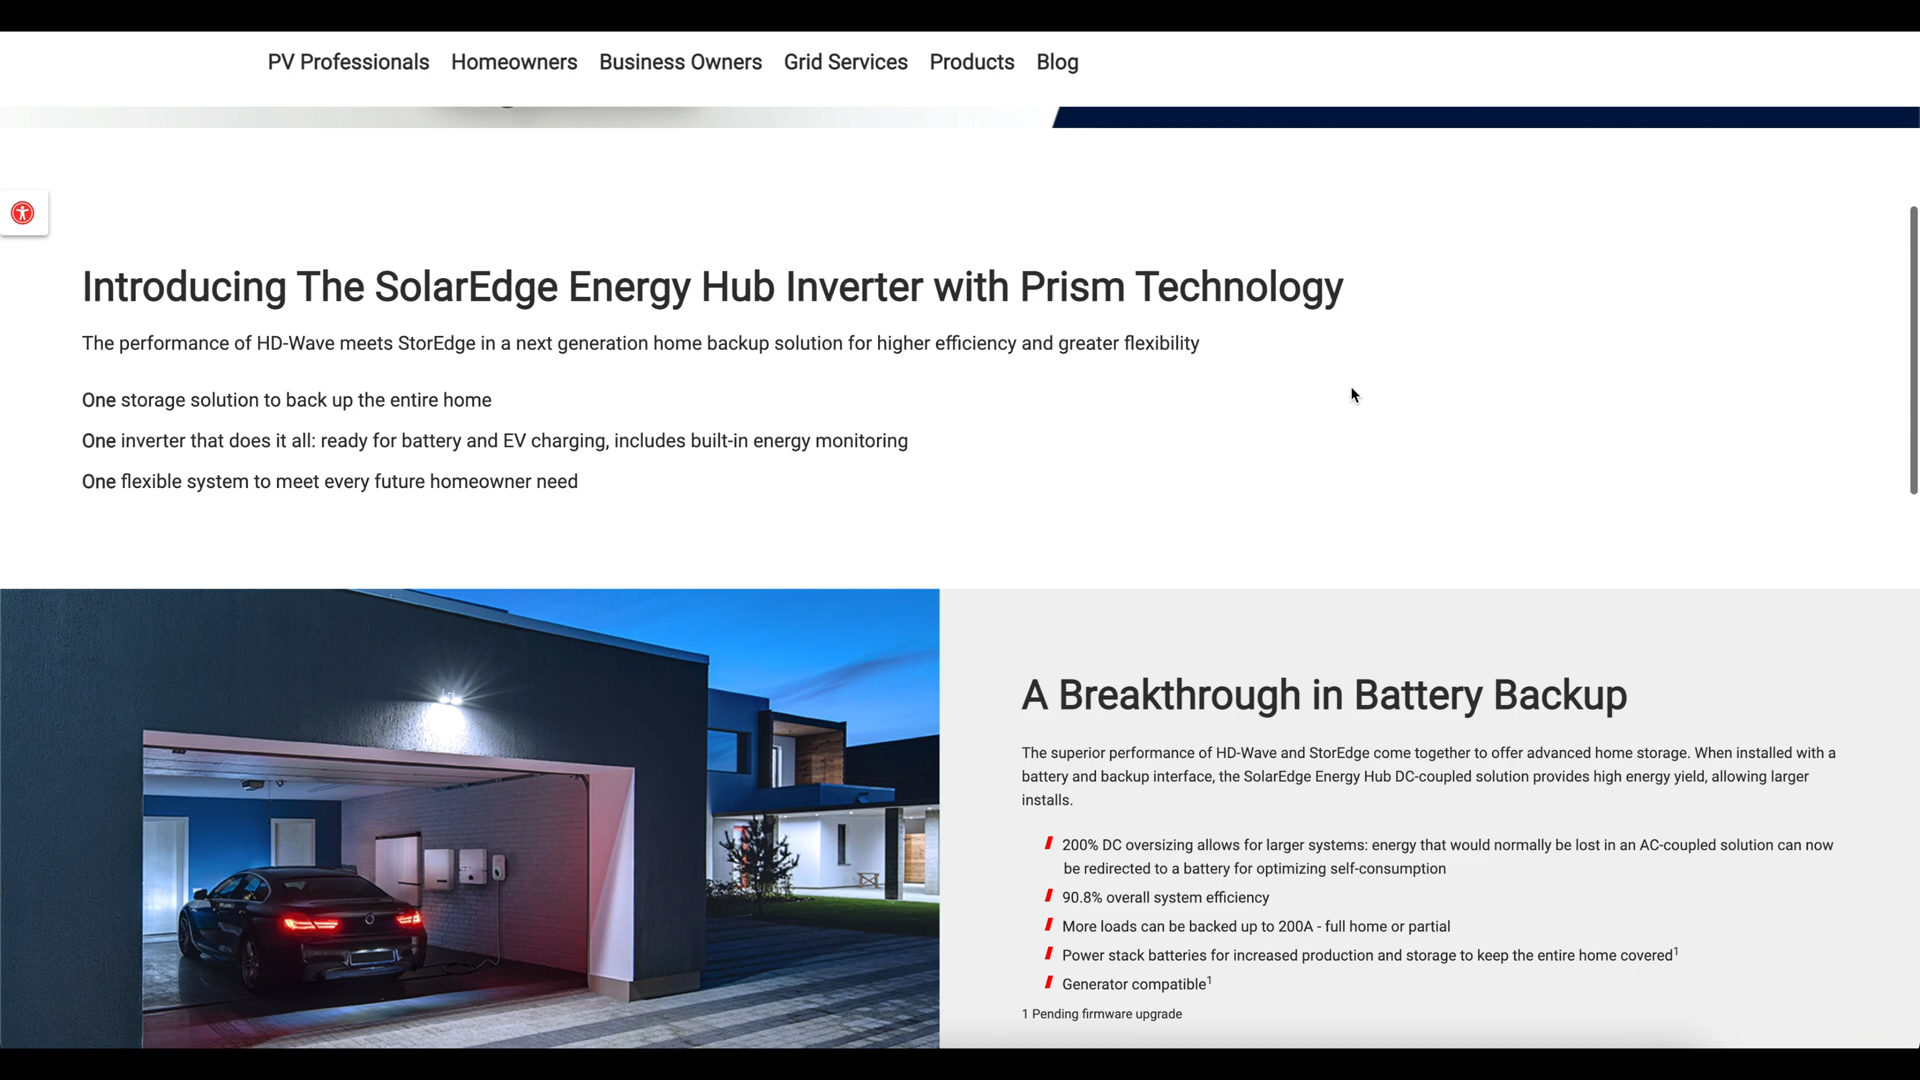 PV Professionals Homeowners Business Owners Grid Services Products Blog
Introducing The SolarEdge Energy Hub Inverter with Prism Technology
The performance of HD-Wave meets StorEdge in a next generation home backup solution for higher efficiency and greater flexibility
One storage solution to back up the entire home
One inverter that does it all: ready for battery and EV charging, includes built-in energy monitoring
One flexible system to meet every future homeowner need
A Breakthrough in Battery Backup
The superior performance of HD-Wave and StorEdge come together to offer advanced home storage. When installed with a
battery and backup interface, the SolarEdge Energy Hub DC-coupled solution provides high energy yield, allowing larger
installs.
200% DC oversizing allows for larger systems: energy that would normally be lost in an AC-coupled solution can now
be redirected to a battery for optimizing self-consumption
90.8% overall system efficiency
More loads can be backed up to 200A - full home or partial
Power stack batteries for increased production and storage to keep the entire home covered1
Generator compatible1
1 Pending firmware upgrade